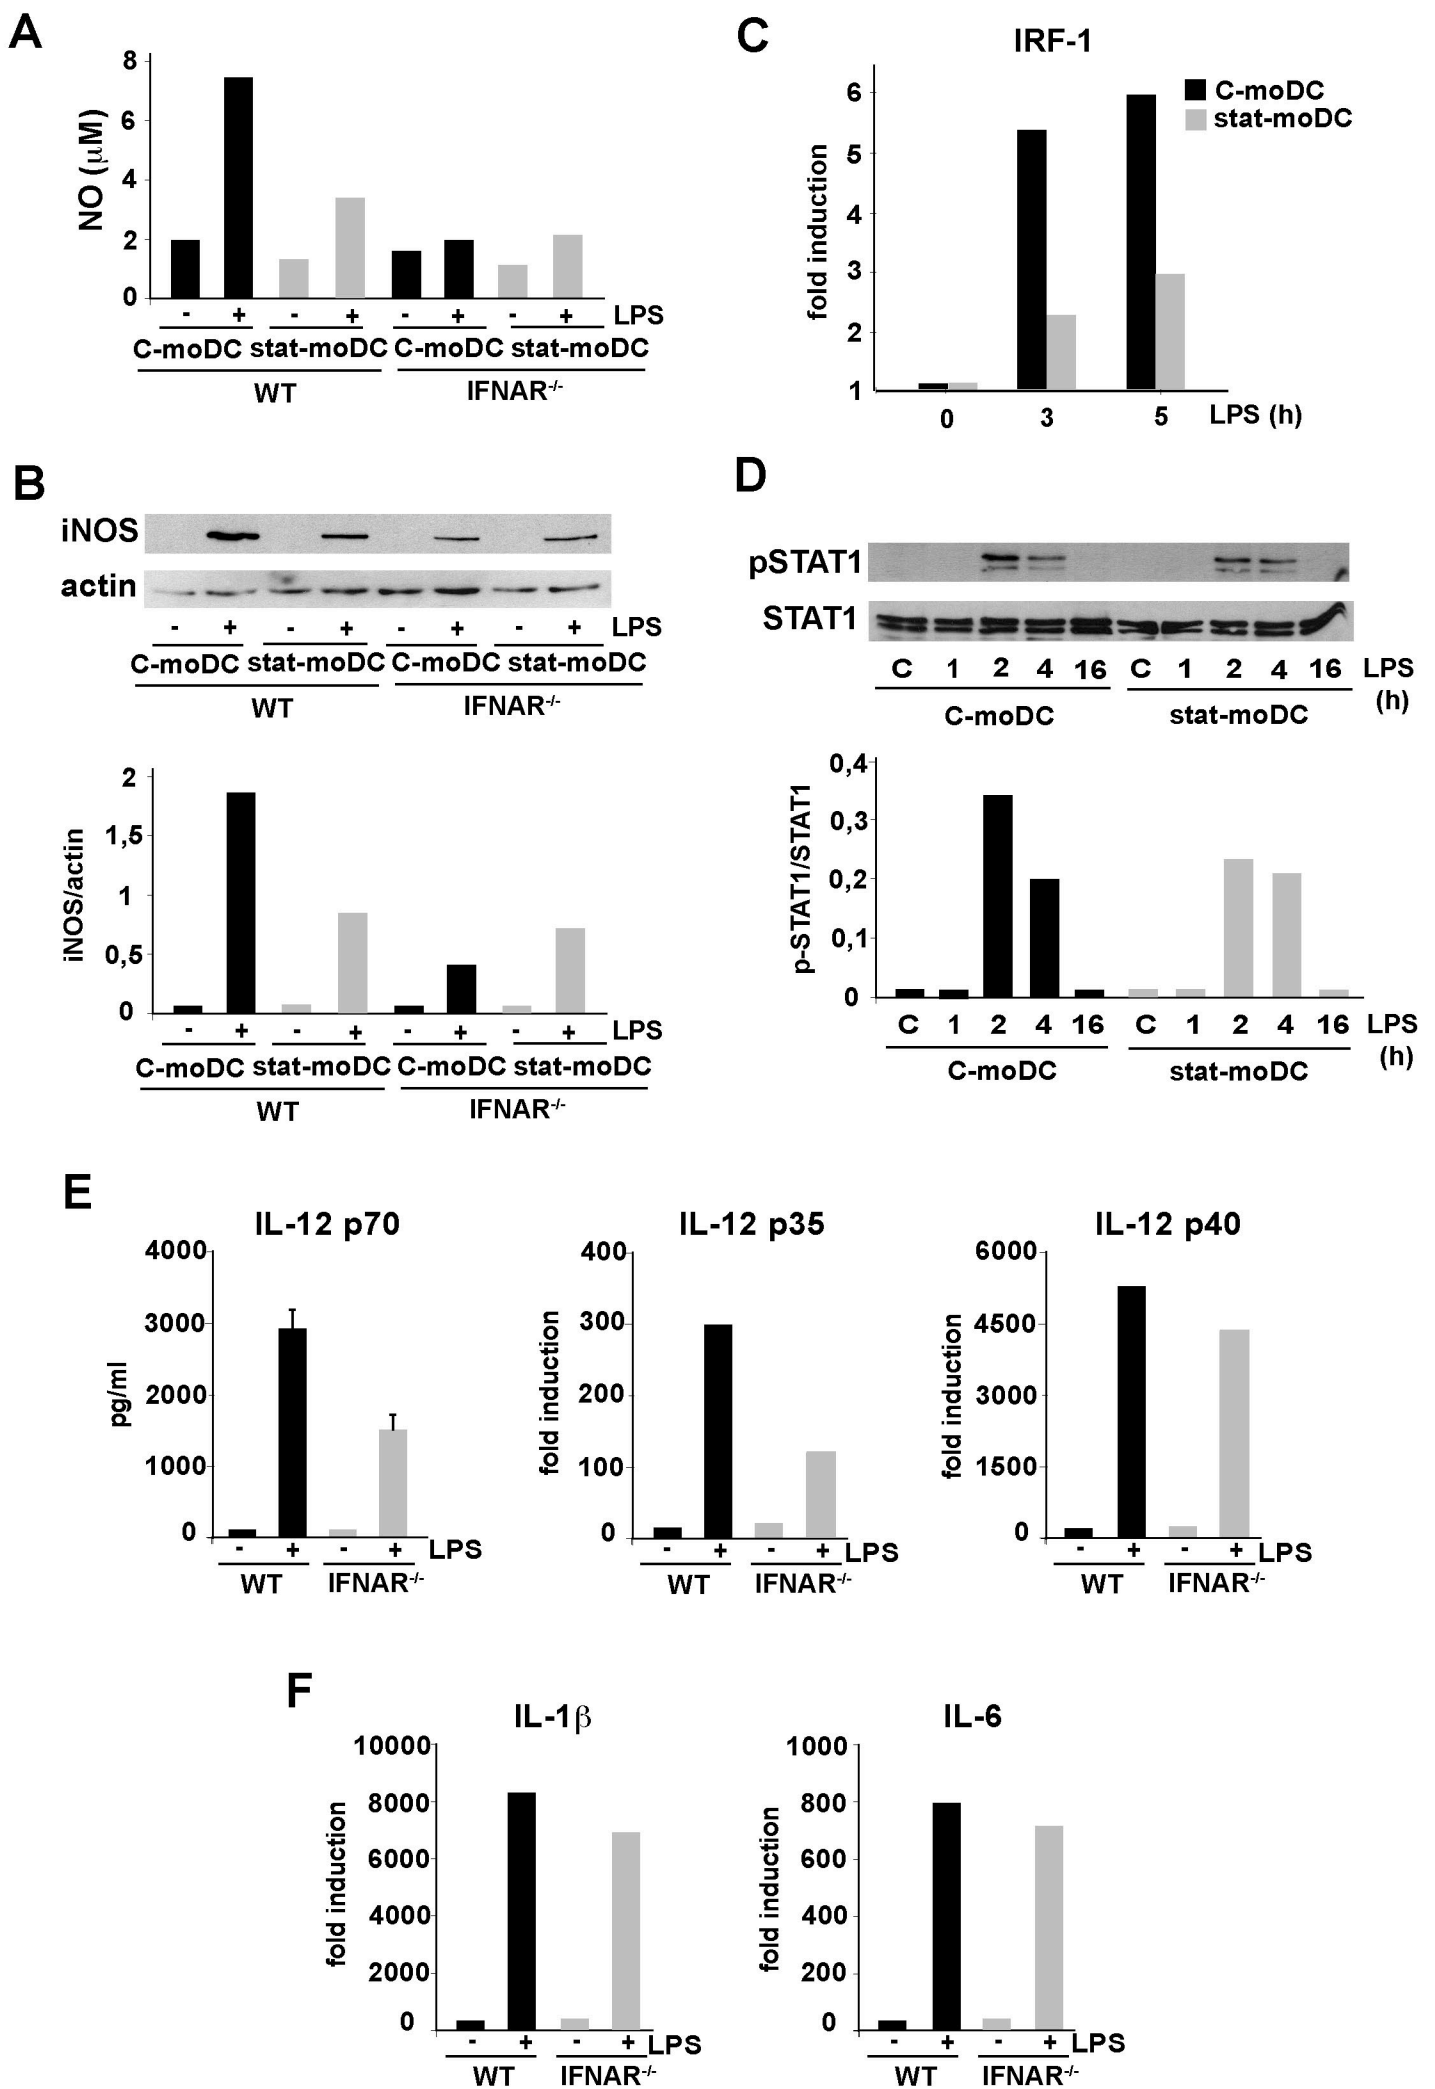 A
8
6
4
2
0
NO (μM)
- + - + - + - + LPS
C-moDC stat-moDC C-moDC stat-moDC
WT IFNAR-/-
C
IRF-1
6
5
4
3
2
1
fold induction
C-moDC
stat-moDC
0 3 5 LPS (h)
B
iNOS
actin
- + - + - + - + LPS
C-moDC stat-moDC C-moDC stat-moDC
WT IFNAR-/-
2
1,5
1
0,5
0
iNOS/actin
- + - + - + - + LPS
C-moDC stat-moDC C-moDC stat-moDC
WT IFNAR-/-
D
pSTAT1
STAT1
C 1 2 4 16 C 1 2 4 16 LPS
(h)
C-moDC stat-moDC
0,4
0,3
0,2
0,1
0
p-STAT1/STAT1
C 1 2 4 16 C 1 2 4 16 LPS
(h)
C-moDC stat-moDC
E
IL-12 p70
4000
3000
2000
1000
0
pg/ml
- + - + LPS
WT IFNAR-/-
IL-12 p35
400
300
200
100
0
fold induction
- + - + LPS
WT IFNAR-/-
IL-12 p40
6000
4500
3000
1500
0
fold induction
- + - + LPS
WT IFNAR-/-
F
IL-1β
10000
8000
6000
4000
2000
0
fold induction
- + - + LPS
WT IFNAR-/-
IL-6
1000
800
600
400
200
0
fold induction
- + - + LPS
WT IFNAR-/-